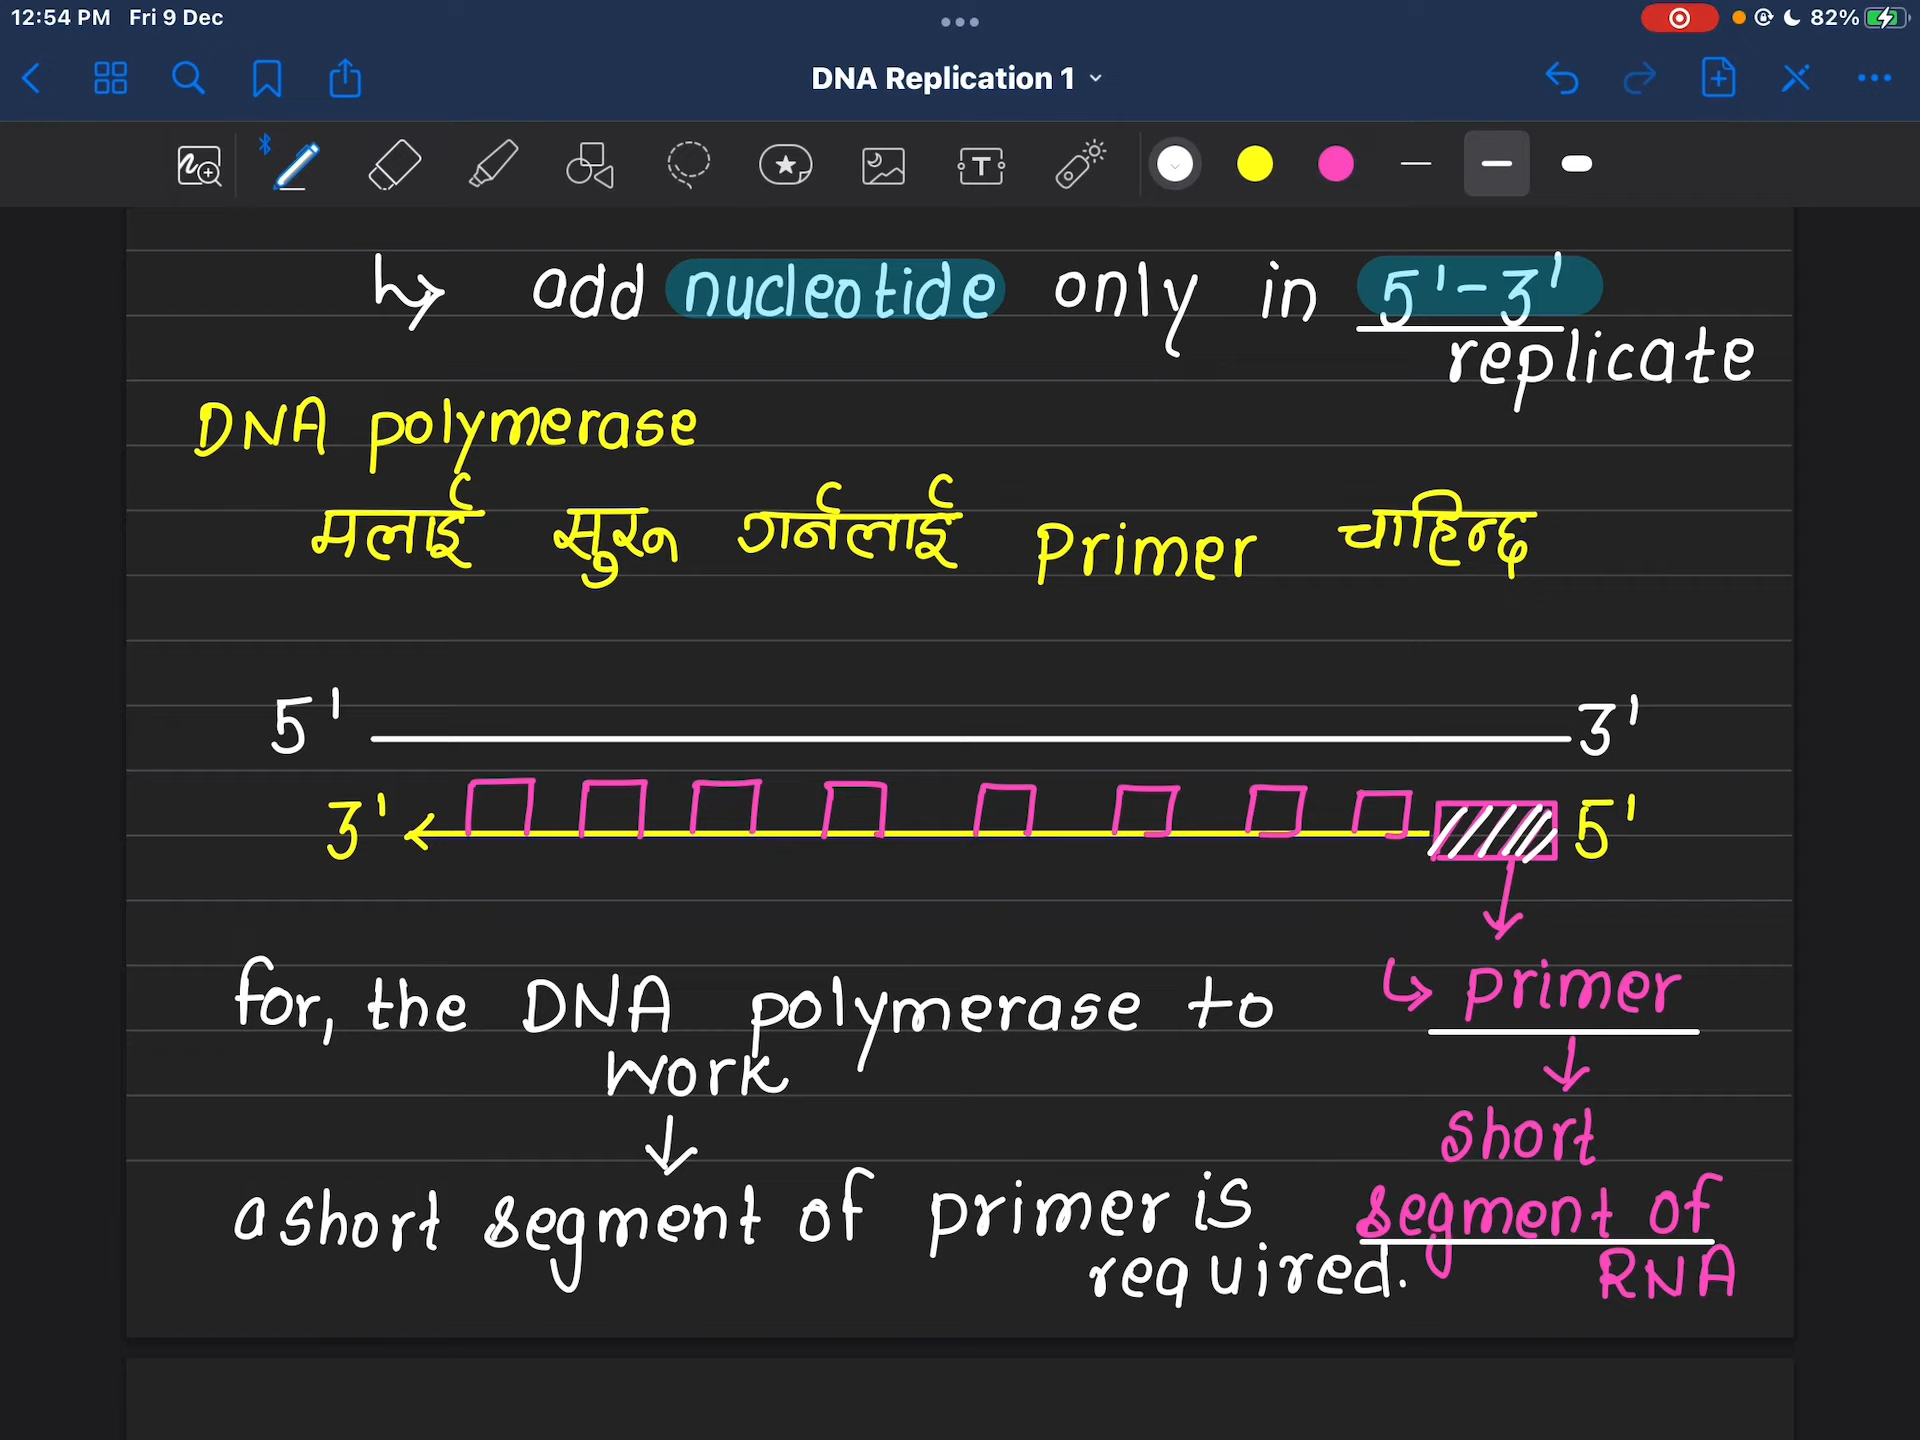 12:54 PM Fri 9 Dec
82%
DNA Replication 1
↳ add nucleotide only in 5'-3'
replicate
DNA polymerase
मलाई सुरु गर्नलाई Primer चाहिन्छ
5' 3'
3' 5'
for, the DNA polymerase to
work
↳ primer
↓
short
↓
a short segment of primer is
required.
segment of
RNA